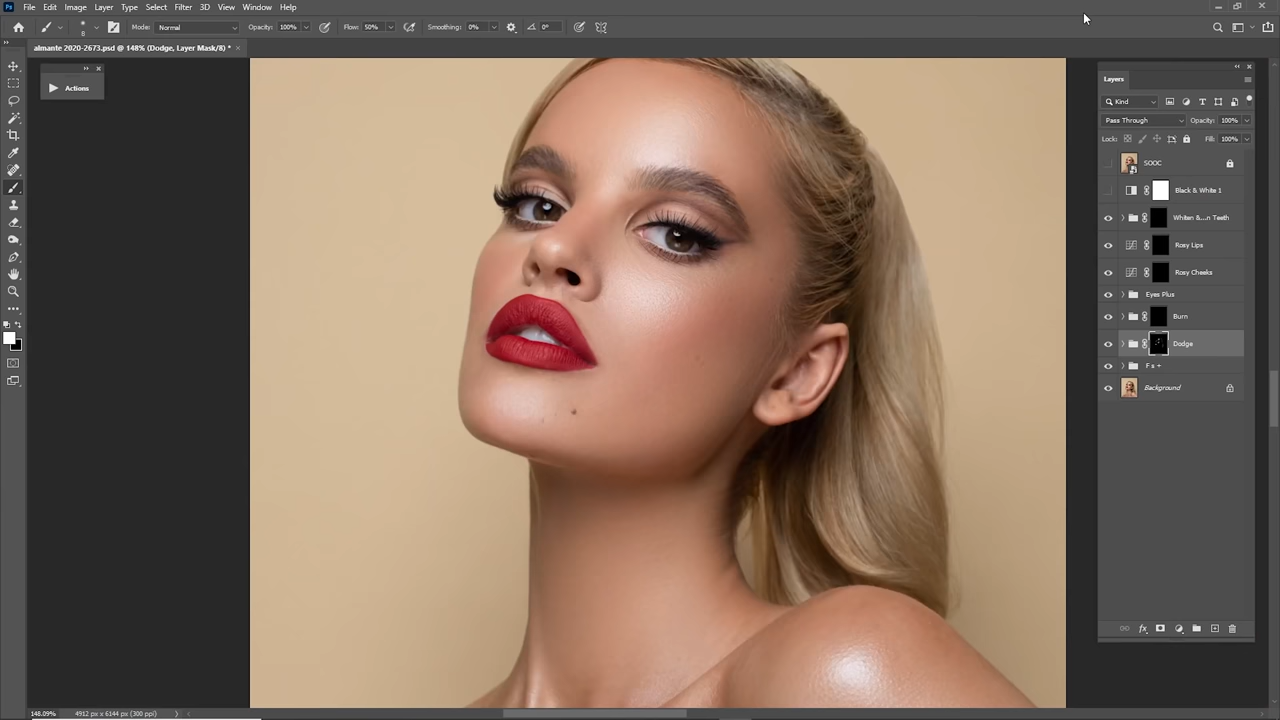 Ps File Edit Image Layer Type Select Filter 3D View Window Help
8 Mode: Normal Opacity: 100% Flow: 50% Smoothing: 0% 0°
almante 2020-2673.psd @ 148% (Dodge, Layer Mask/8) * ×
Actions
Layers
Kind
Pass Through Opacity: 100%
Lock: Fill: 100%
SOOC
Black & White 1
Whiten &...n Teeth
Rosy Lips
Rosy Cheeks
Eyes Plus
Burn
Dodge
F s +
Background
fx
148.09% 4912 px x 6144 px (300 ppi)